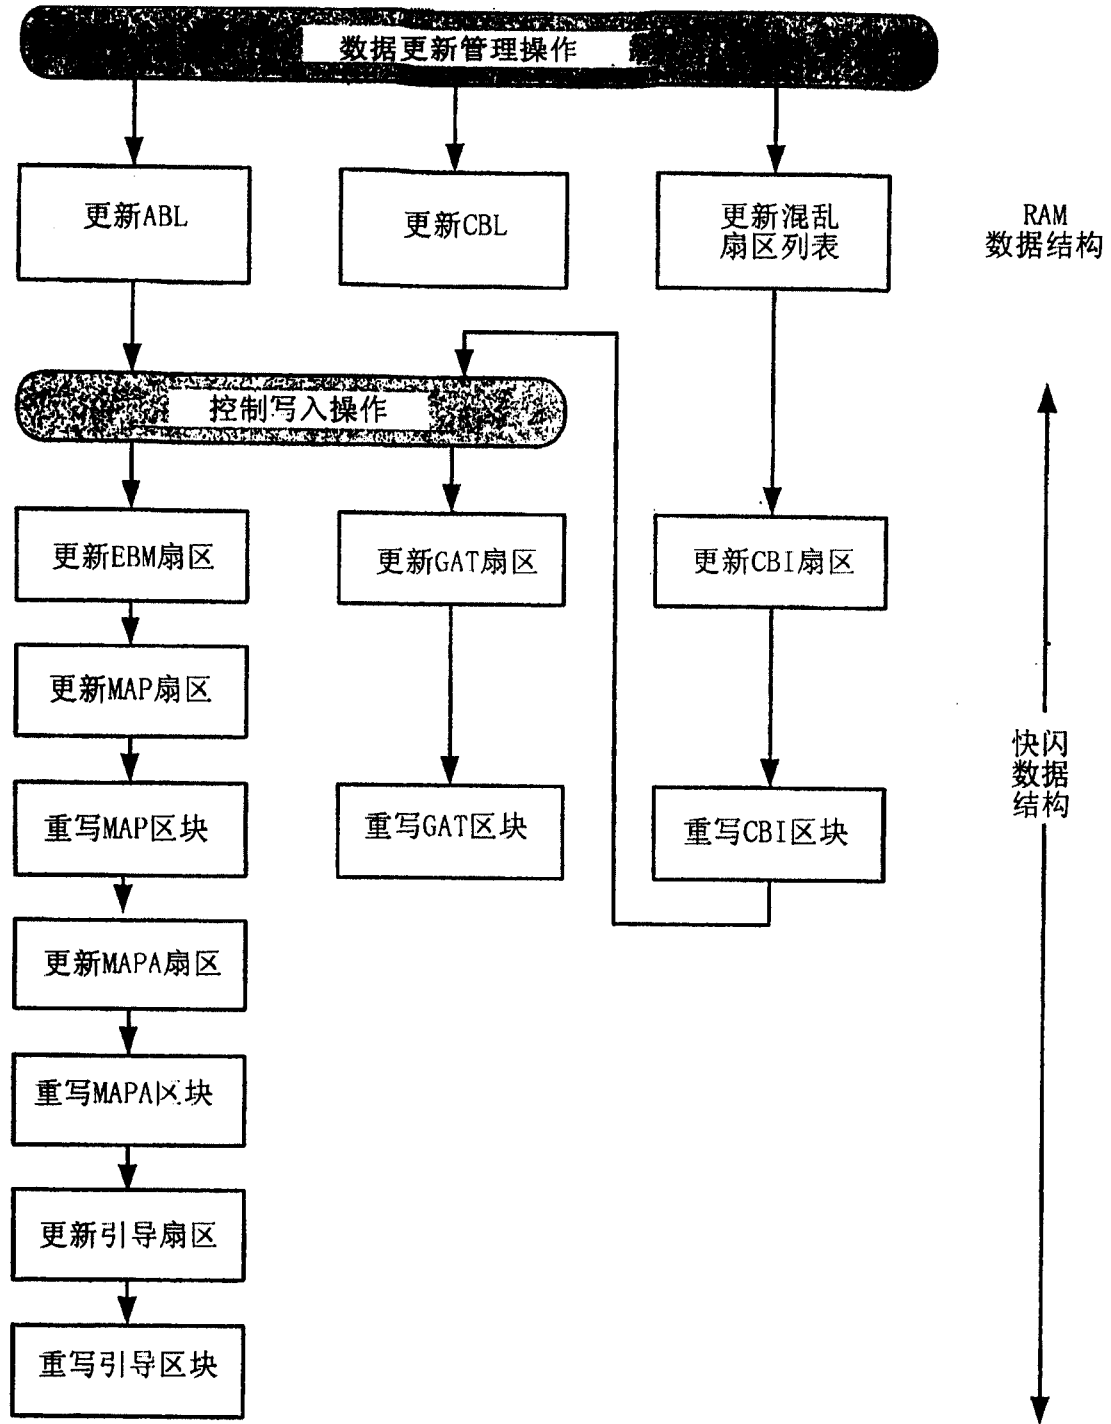 数据更新管理操作
更新ABL
更新CBL
更新混乱
扇区列表
RAM
数据结构
控制写入操作
更新EBM扇区
更新GAT扇区
更新CBI扇区
更新MAP扇区
快闪
数据
结构
重写MAP区块
重写GAT区块
重写CBI区块
更新MAPA扇区
重写MAPA区块
更新引导扇区
重写引导区块